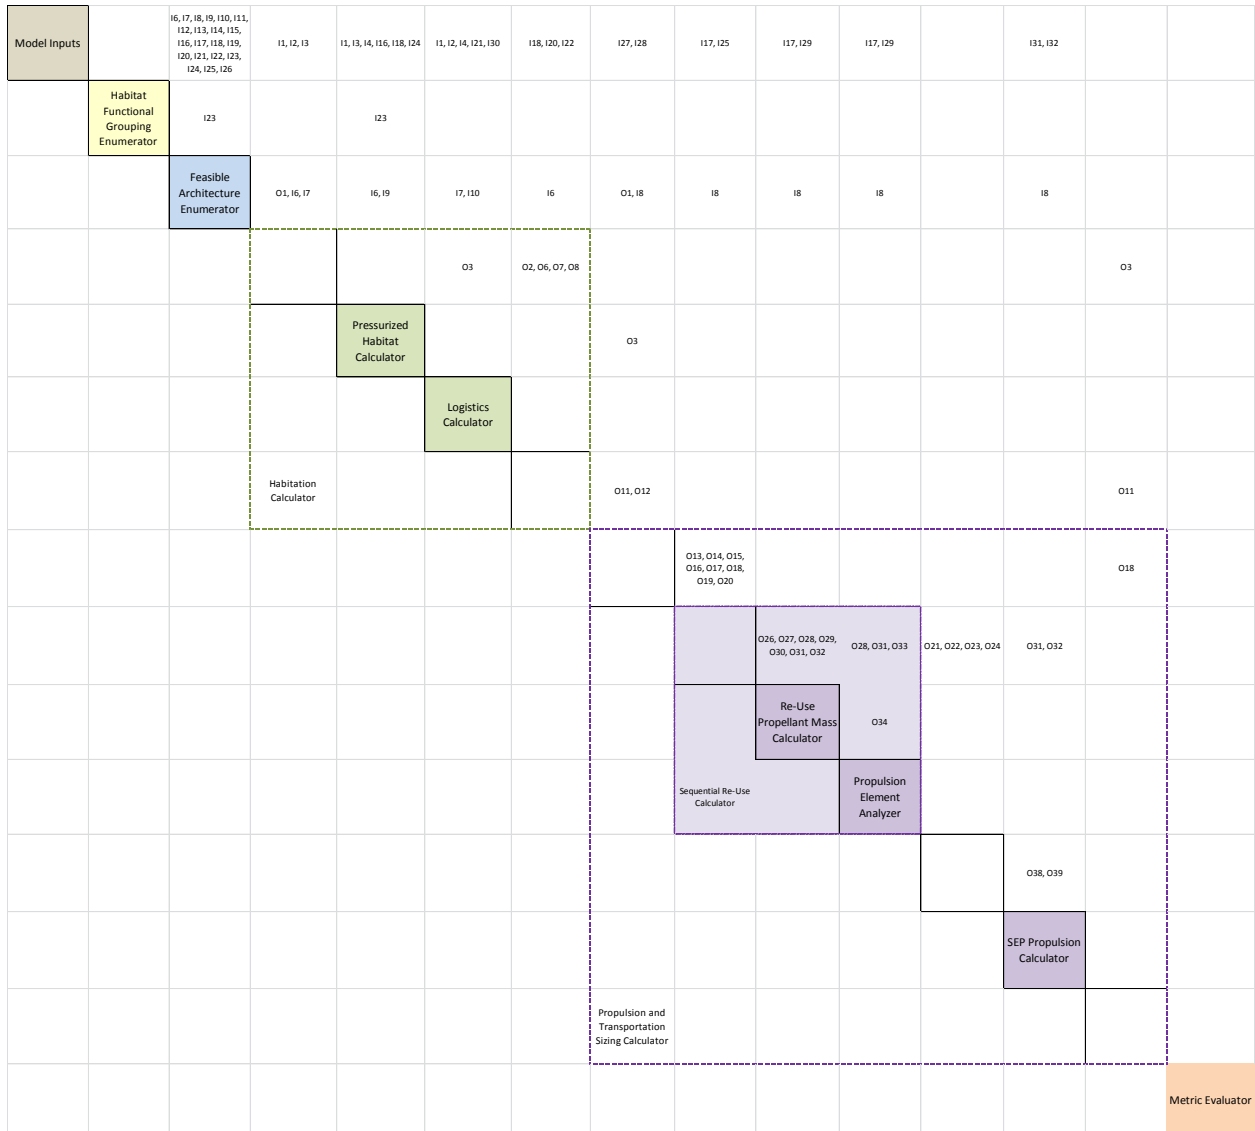 Model Inputs
I6, I7, I8, I9, I10, I11,
I12, I13, I14, I15,
I16, I17, I18, I19,
I20, I21, I22, I23,
I24, I25, I26
I1, I2, I3
I1, I3, I4, I16, I18, I24
I1, I2, I4, I21, I30
I18, I20, I22
I27, I28
I17, I25
I17, I29
I17, I29
I31, I32
Habitat
Functional
Grouping
Enumerator
I23
I23
Feasible
Architecture
Enumerator
O1, I6, I7
I6, I9
I7, I10
I6
O1, I8
I8
I8
I8
I8
O3
O2, O6, O7, O8
O3
Pressurized
Habitat
Calculator
O3
Logistics
Calculator
Habitation
Calculator
O11, O12
O11
O13, O14, O15,
O16, O17, O18,
O19, O20
O18
O26, O27, O28, O29,
O30, O31, O32
O28, O31, O33
O21, O22, O23, O24
O31, O32
Re-Use
Propellant Mass
Calculator
O34
Sequential Re-Use
Calculator
Propulsion
Element
Analyzer
O38, O39
SEP Propulsion
Calculator
Propulsion and
Transportation
Sizing Calculator
Metric Evaluator